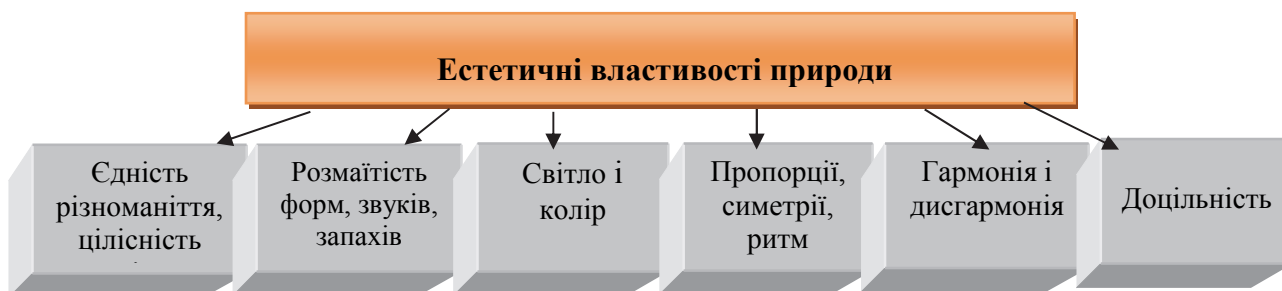 Естетичні властивості природи
Єдність
різноманіття,
цілісність
Розмаїтість
форм, звуків,
запахів
Світло і
колір
Пропорції,
симетрії,
ритм
Гармонія і
дисгармонія
Доцільність